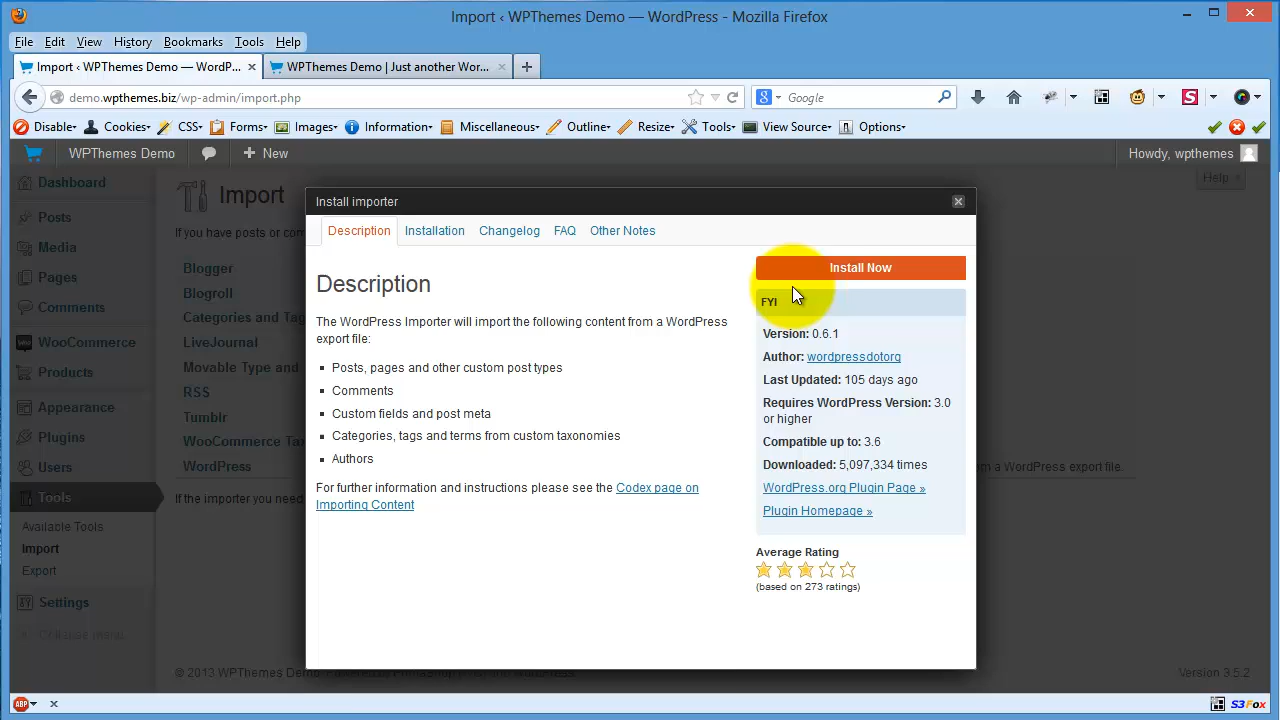 Import ‹ WPThemes Demo — WordPress - Mozilla Firefox
File Edit View History Bookmarks Tools Help
Import ‹ WPThemes Demo — WordP... WPThemes Demo | Just another Wor...
demo.wpthemes.biz/wp-admin/import.php Google
Disable Cookies CSS Forms Images Information Miscellaneous Outline Resize Tools View Source Options
WPThemes Demo New Howdy, wpthemes
Help
Dashboard
Posts
Media
Pages
Comments
WooCommerce
Products
Appearance
Plugins
Users
Tools
Available Tools
Import
Export
Settings
Collapse menu
Import
If you have posts or com
Blogger
Blogroll
Categories and Tag
LiveJournal
Movable Type and
RSS
Tumblr
WooCommerce Tax
WordPress
m a WordPress export file.
If the importer you need
Install importer
Description Installation Changelog FAQ Other Notes
Description
The WordPress Importer will import the following content from a WordPress
export file:
Posts, pages and other custom post types
Comments
Custom fields and post meta
Categories, tags and terms from custom taxonomies
Authors
For further information and instructions please see the Codex page on
Importing Content
Install Now
FYI
Version: 0.6.1
Author: wordpressdotorg
Last Updated: 105 days ago
Requires WordPress Version: 3.0
or higher
Compatible up to: 3.6
Downloaded: 5,097,334 times
WordPress.org Plugin Page »
Plugin Homepage »
Average Rating
(based on 273 ratings)
© 2013 WPThemes Demo. Powered by
Version 3.5.2
ABP S3Fox